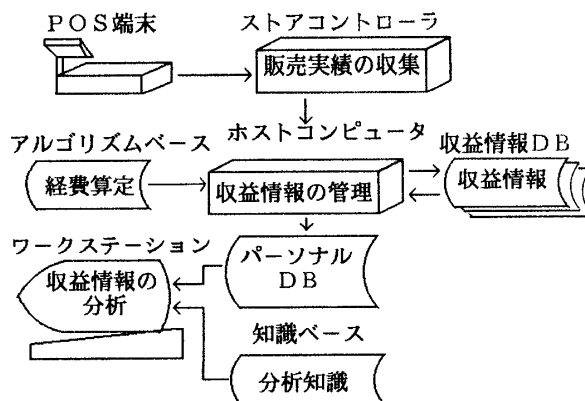 POS端末
ストアコントローラ
販売実績の収集
アルゴリズムベース
ホストコンピュータ
収益情報DB
経費算定
収益情報の管理
収益情報
ワークステーション
収益情報の
分析
パーソナル
DB
知識ベース
分析知識